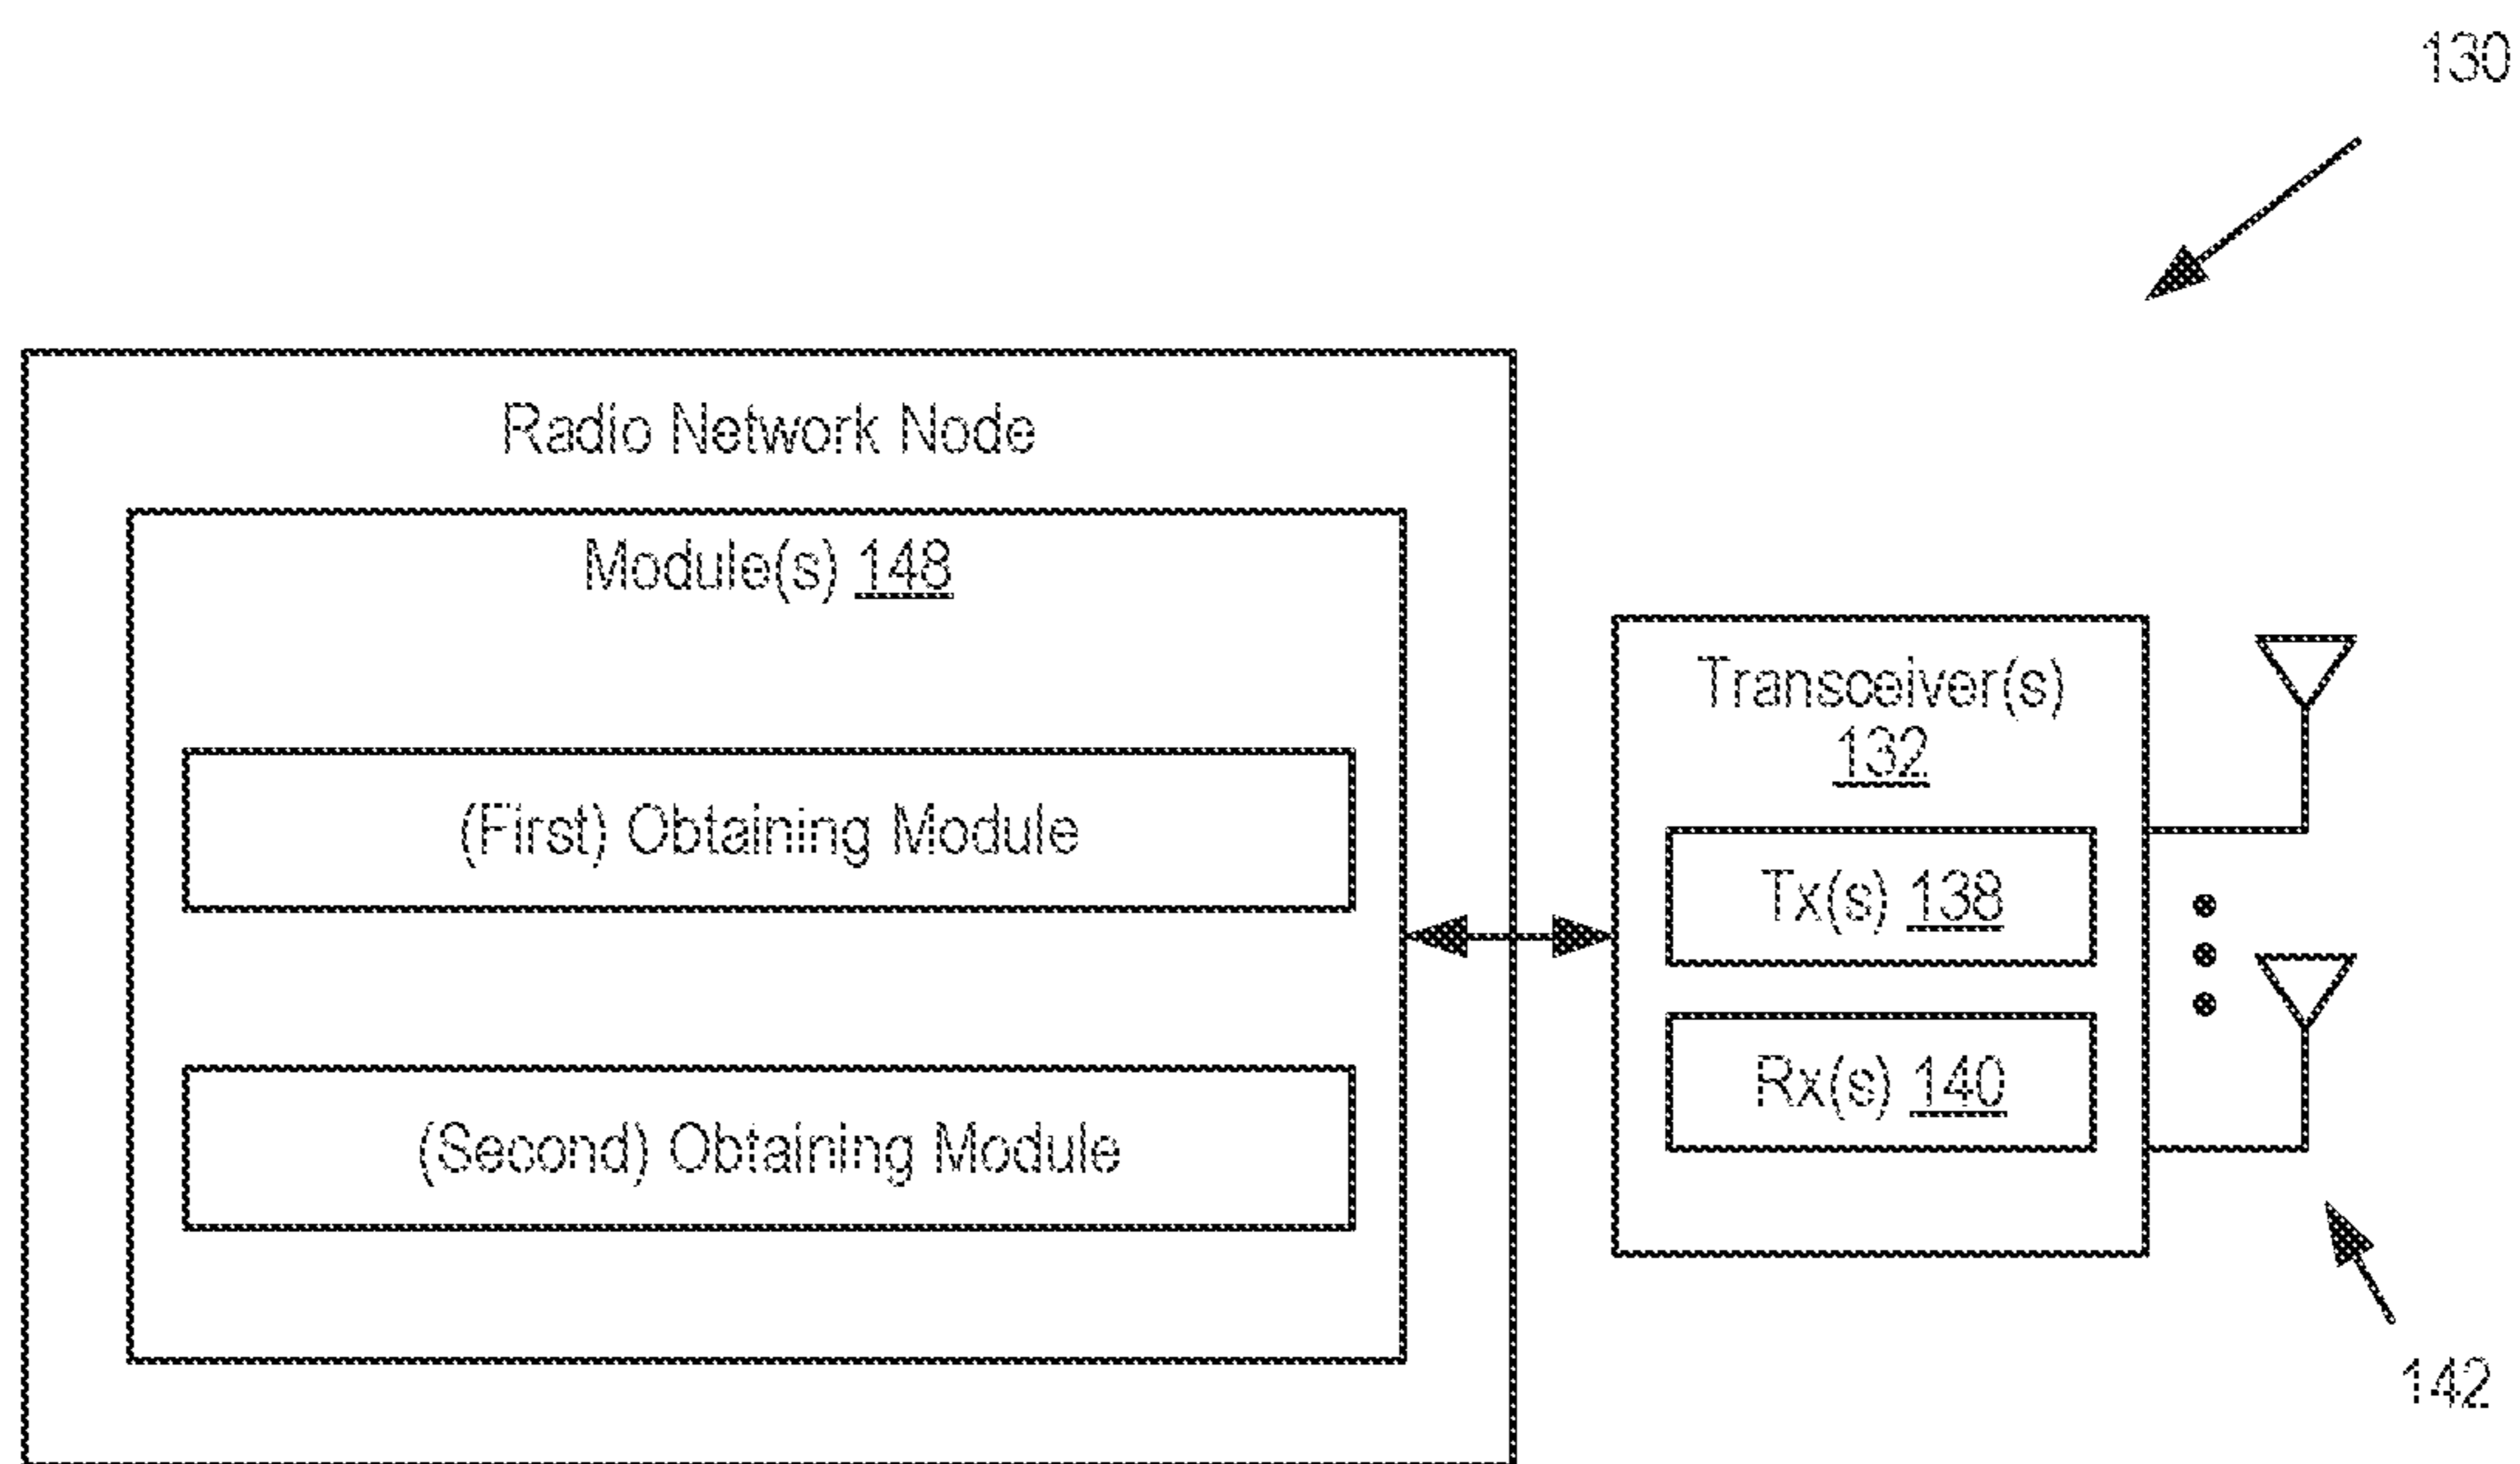 130
Radio Network Node
Module(s) 148
(First) Obtaining Module
(Second) Obtaining Module
Transceiver(s)
132
Tx(s) 138
Rx(s) 140
142